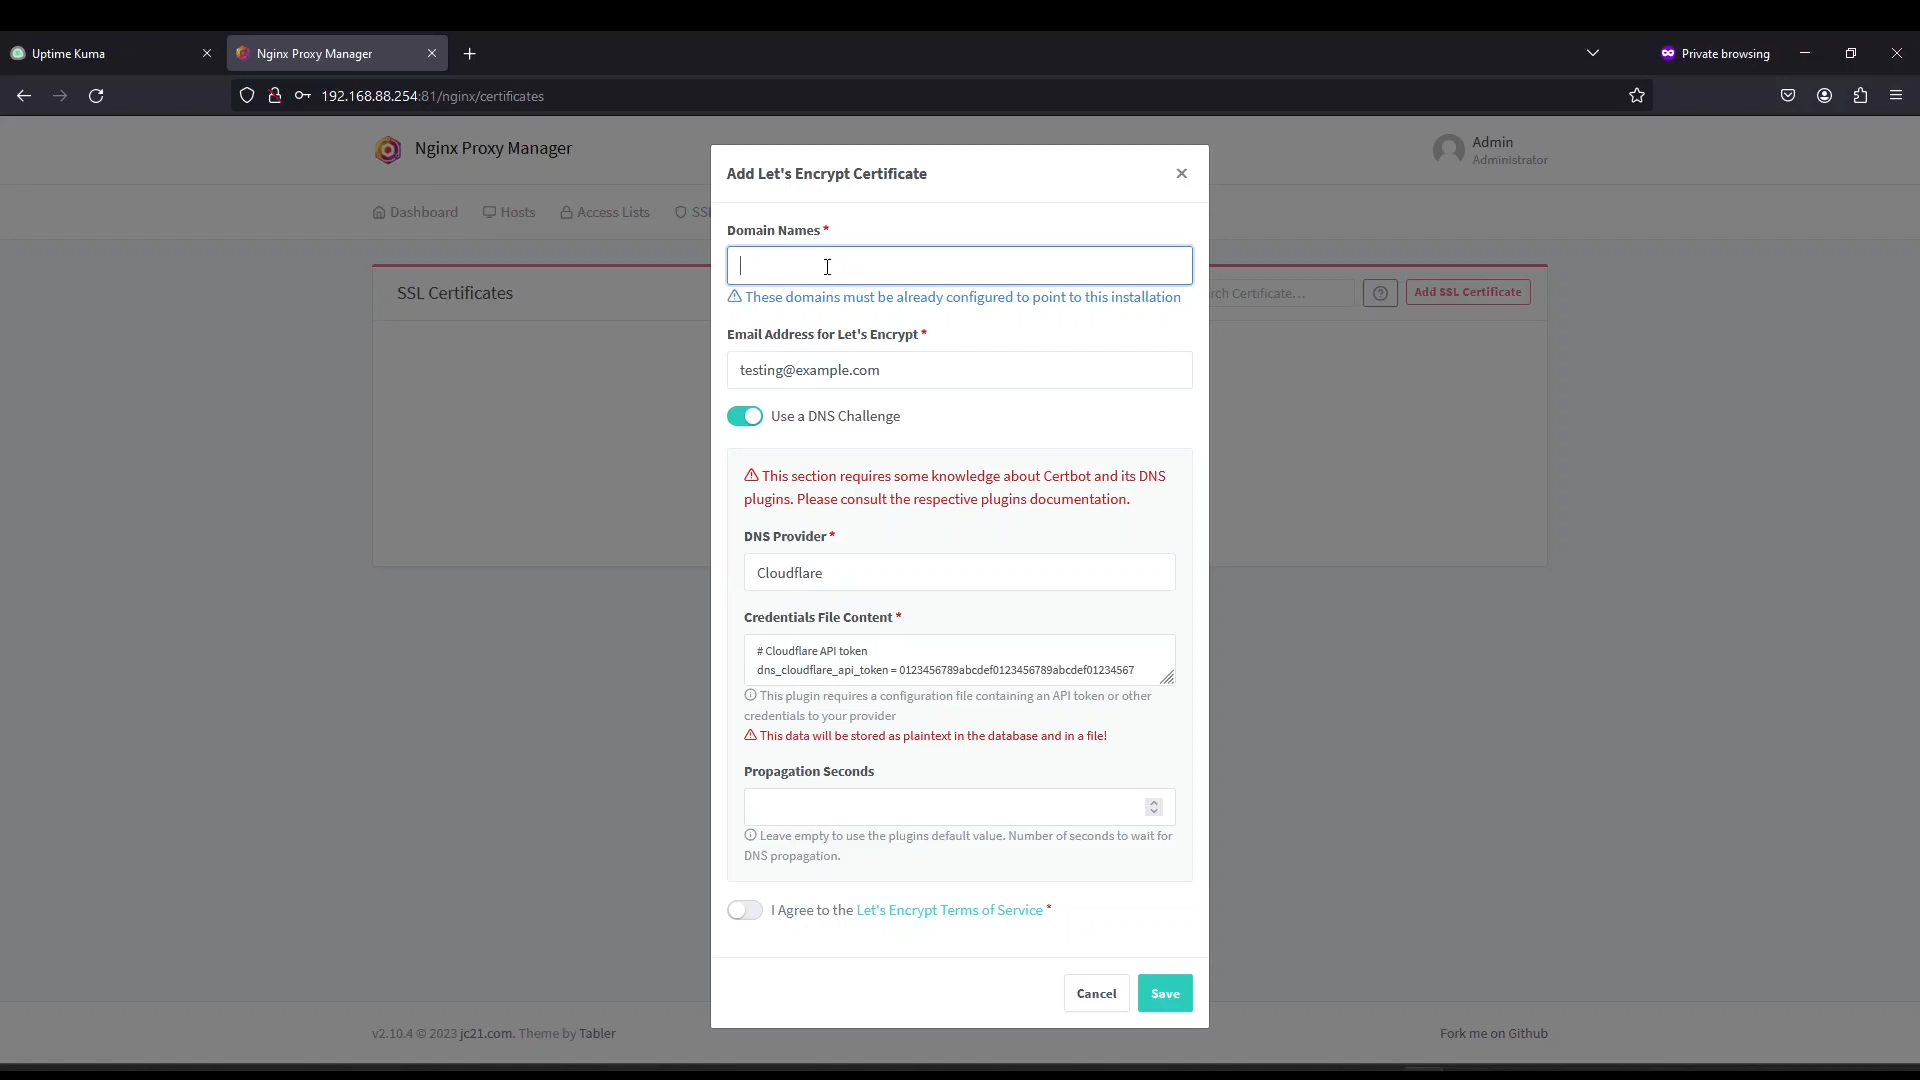 Uptime Kuma
Nginx Proxy Manager
Private browsing
192.168.88.254:81/nginx/certificates
Nginx Proxy Manager
Admin
Administrator
Dashboard
Hosts
Access Lists
SSL Certificates
rch Certificate...
Add SSL Certificate
Add Let's Encrypt Certificate
Domain Names *
These domains must be already configured to point to this installation
Email Address for Let's Encrypt *
testing@example.com
Use a DNS Challenge
This section requires some knowledge about Certbot and its DNS
plugins. Please consult the respective plugins documentation.
DNS Provider *
Cloudflare
Credentials File Content *
# Cloudflare API token
dns_cloudflare_api_token = 0123456789abcdef0123456789abcdef01234567
This plugin requires a configuration file containing an API token or other
credentials to your provider
This data will be stored as plaintext in the database and in a file!
Propagation Seconds
Leave empty to use the plugins default value. Number of seconds to wait for
DNS propagation.
I Agree to the Let's Encrypt Terms of Service *
Cancel
Save
v2.10.4 © 2023 jc21.com. Theme by Tabler
Fork me on Github